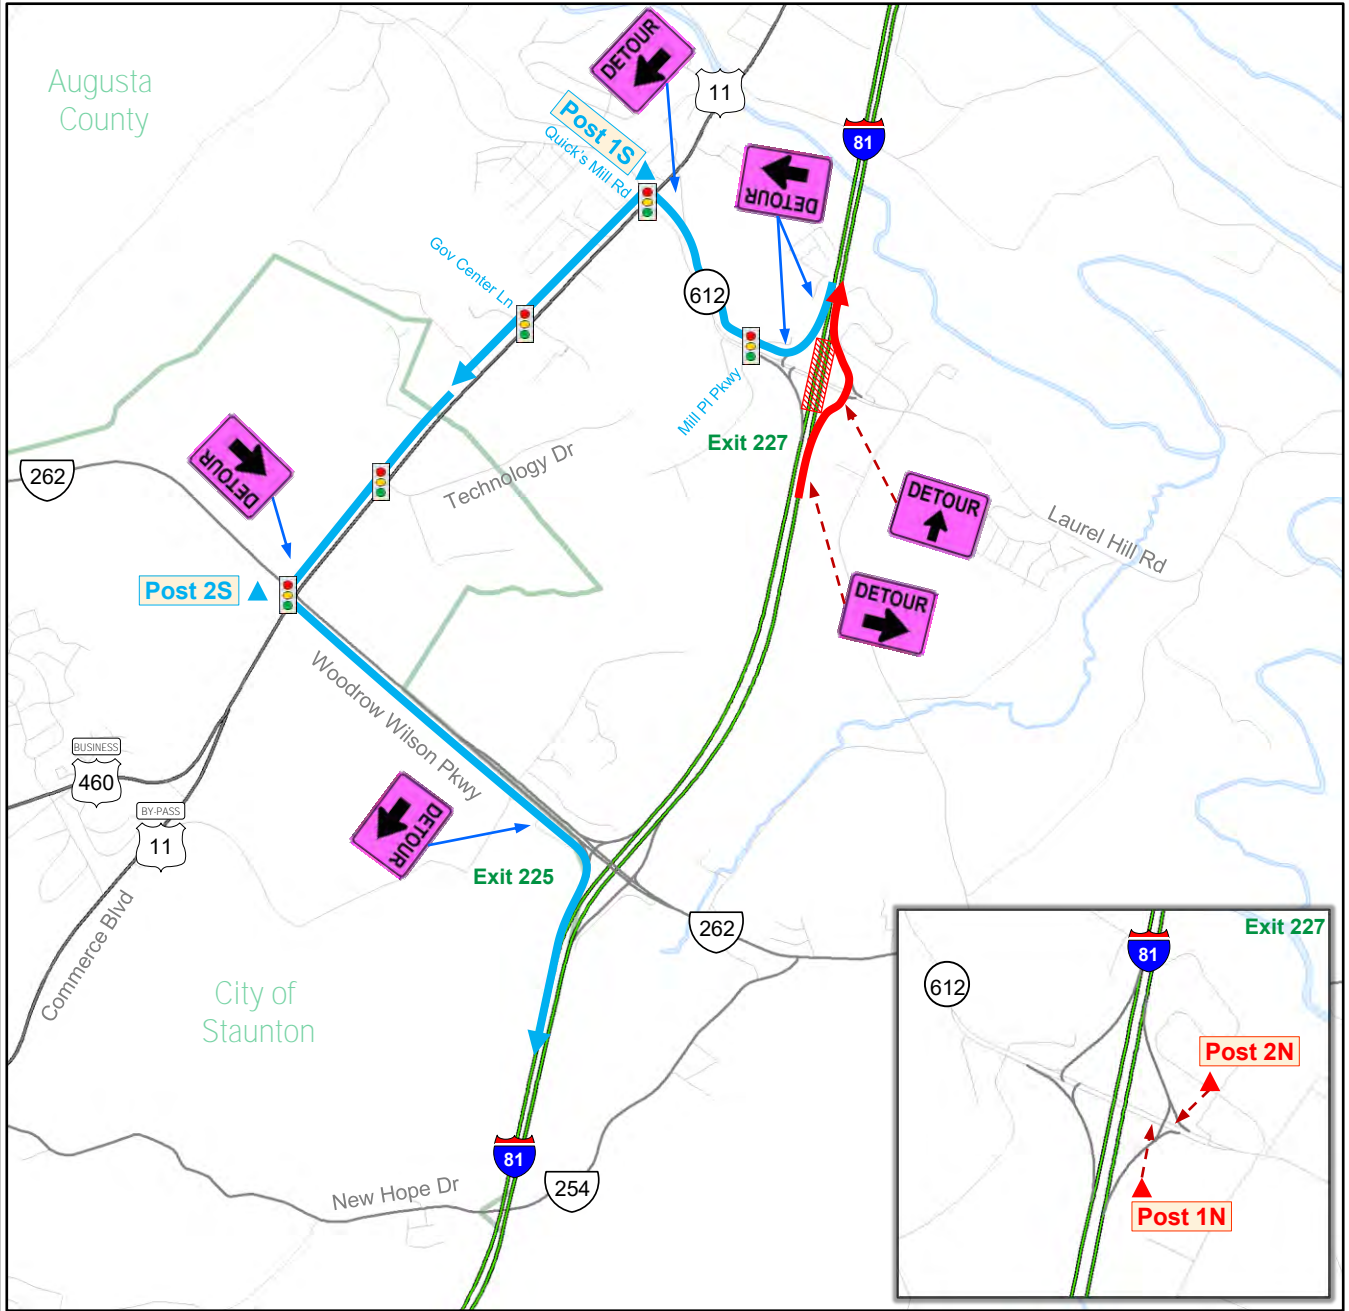 Augusta
County
DETOUR
11
81
Post 1S
Quick's Mill Rd
DETOUR
Gov Center Ln
612
Mill Pl Pkwy
Exit 227
262
DETOUR
Technology Dr
DETOUR
Laurel Hill Rd
Post 2S
DETOUR
Woodrow Wilson Pkwy
BUSINESS
460
BY-PASS
11
DETOUR
Exit 225
Commerce Blvd
262
City of
Staunton
81
New Hope Dr
254
Exit 227
81
612
Post 2N
Post 1N